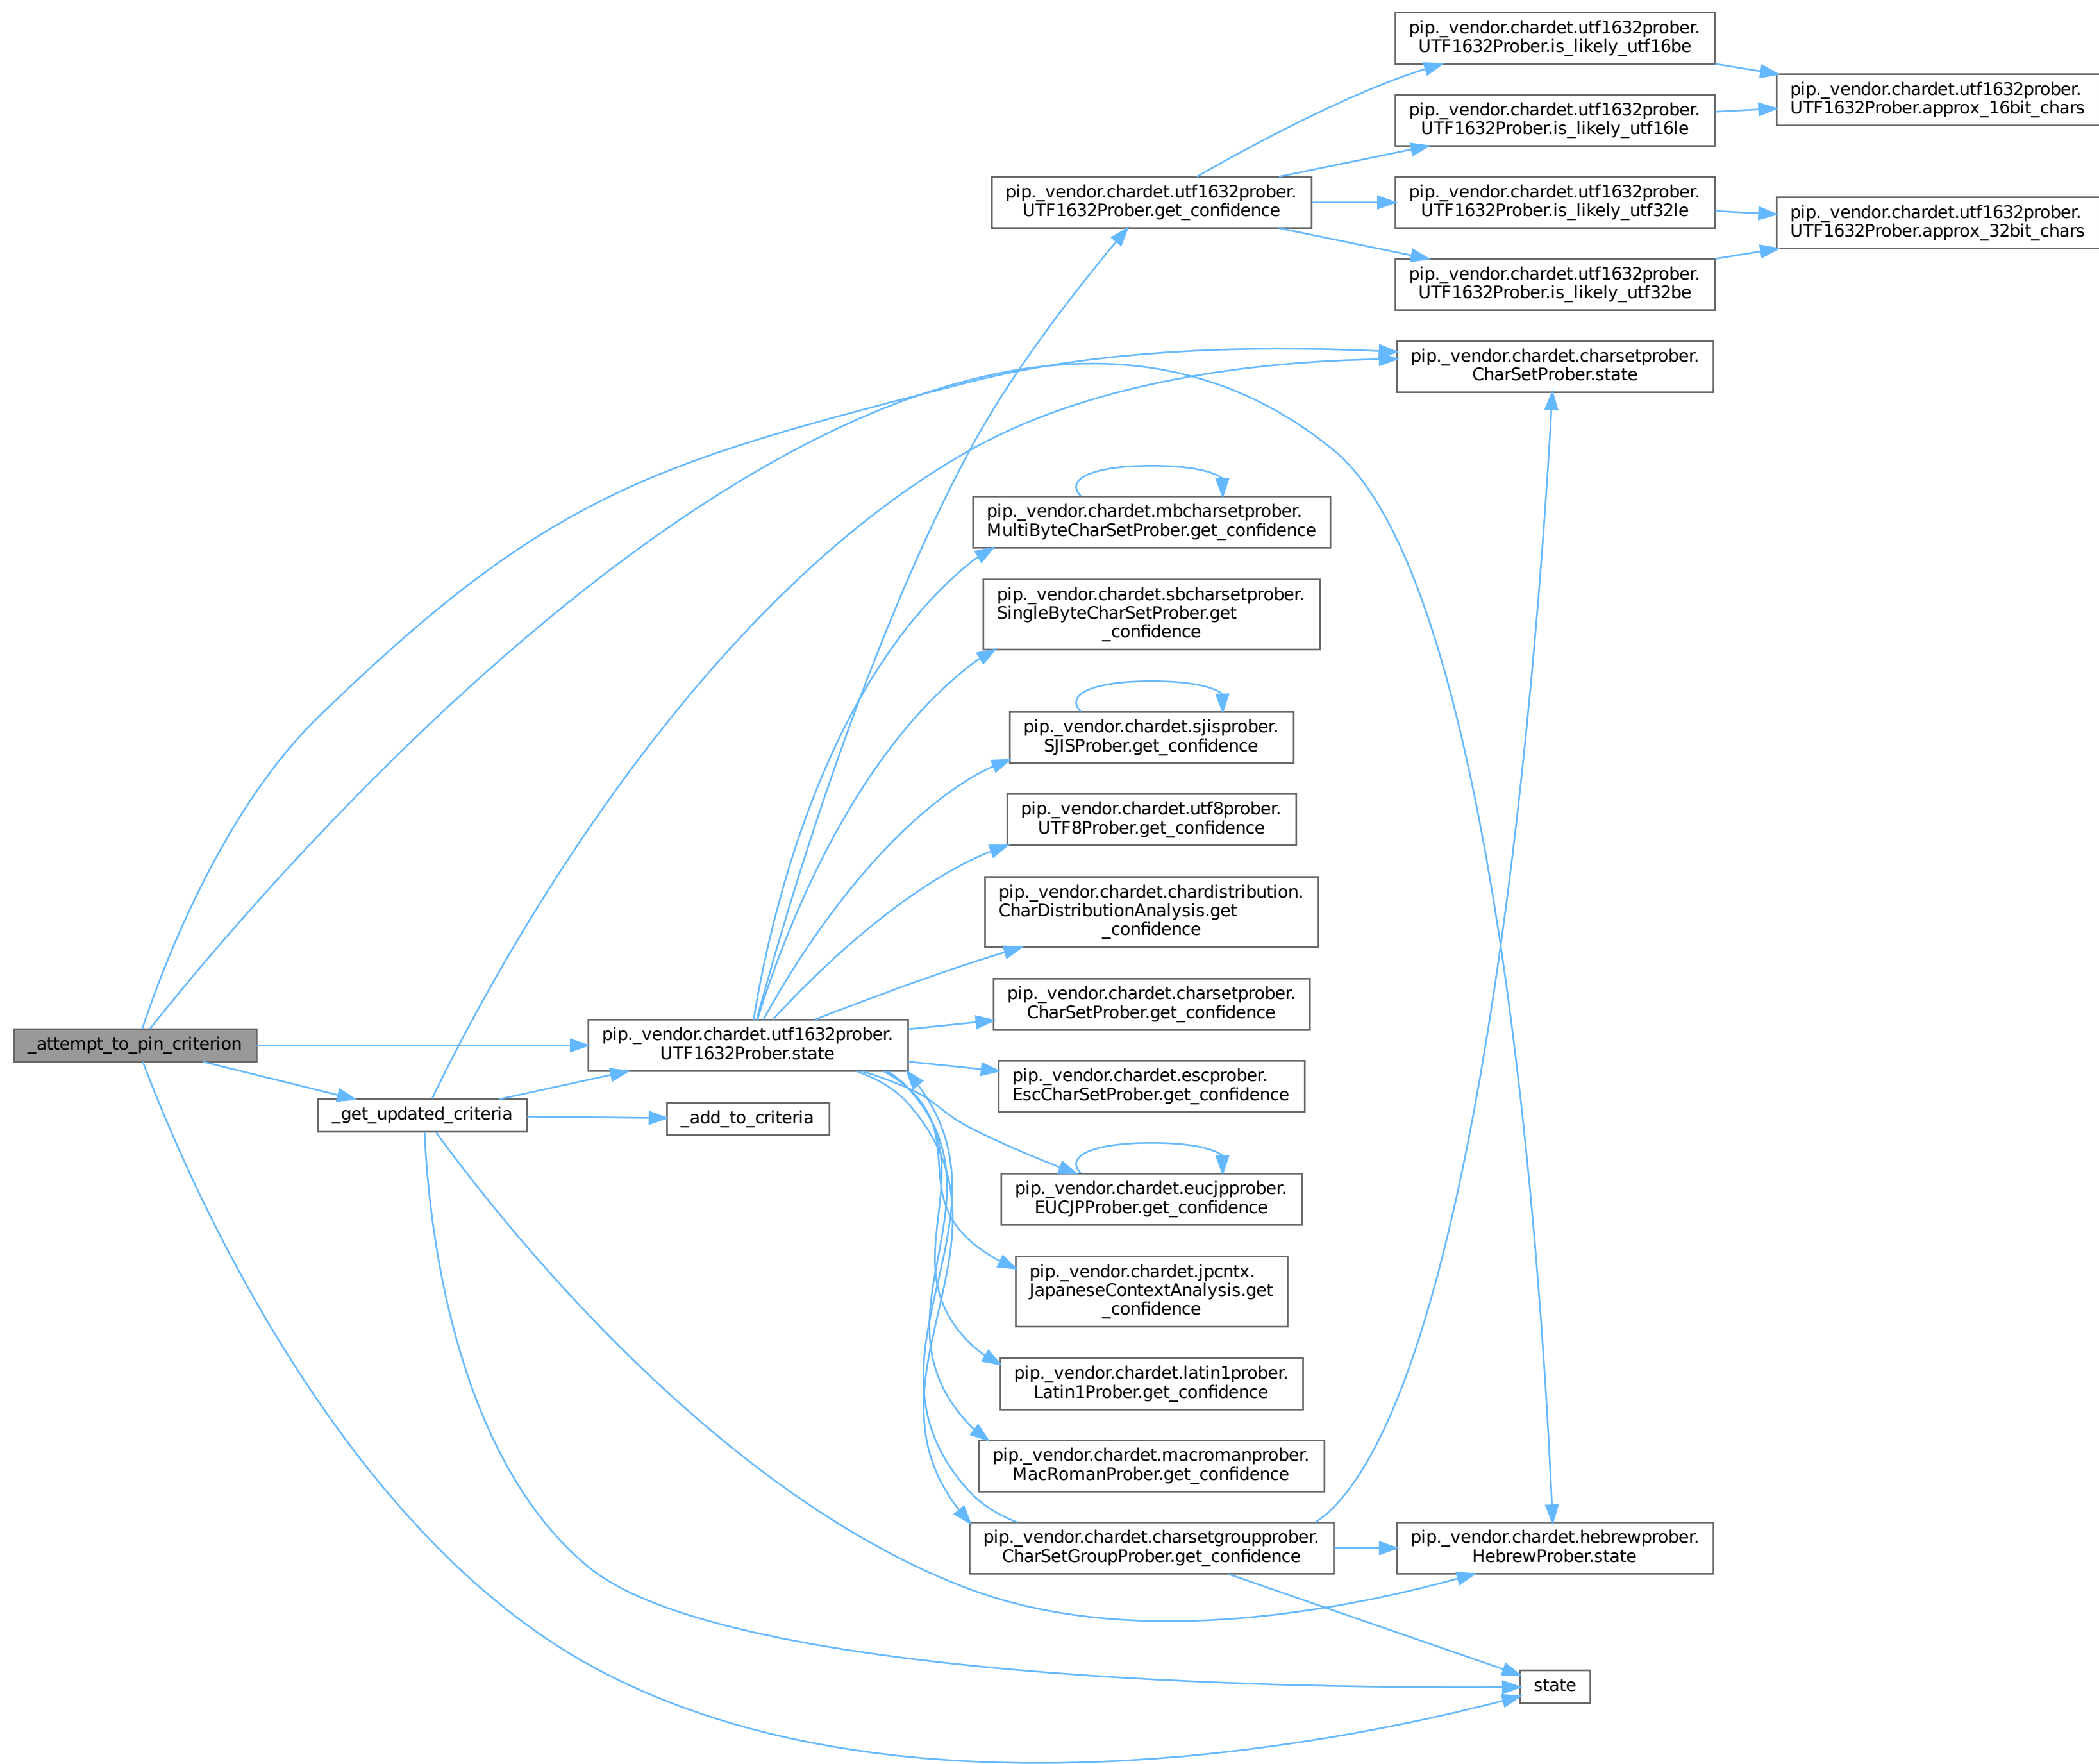 pip._vendor.chardet.utf1632prober.
UTF1632Prober.is_likely_utf16be
pip._vendor.chardet.utf1632prober.
UTF1632Prober.approx_16bit_chars
pip._vendor.chardet.utf1632prober.
UTF1632Prober.is_likely_utf16le
pip._vendor.chardet.utf1632prober.
UTF1632Prober.get_confidence
pip._vendor.chardet.utf1632prober.
UTF1632Prober.is_likely_utf32le
pip._vendor.chardet.utf1632prober.
UTF1632Prober.approx_32bit_chars
pip._vendor.chardet.utf1632prober.
UTF1632Prober.is_likely_utf32be
pip._vendor.chardet.charsetprober.
CharSetProber.state
pip._vendor.chardet.mbcharsetprober.
MultiByteCharSetProber.get_confidence
pip._vendor.chardet.sbcharsetprober.
SingleByteCharSetProber.get
_confidence
pip._vendor.chardet.sjisprober.
SJISProber.get_confidence
pip._vendor.chardet.utf8prober.
UTF8Prober.get_confidence
pip._vendor.chardet.chardistribution.
CharDistributionAnalysis.get
_confidence
pip._vendor.chardet.charsetprober.
CharSetProber.get_confidence
_attempt_to_pin_criterion
pip._vendor.chardet.utf1632prober.
UTF1632Prober.state
pip._vendor.chardet.escprober.
EscCharSetProber.get_confidence
_get_updated_criteria
_add_to_criteria
pip._vendor.chardet.eucjpprober.
EUCJPProber.get_confidence
pip._vendor.chardet.jpcntx.
JapaneseContextAnalysis.get
_confidence
pip._vendor.chardet.latin1prober.
Latin1Prober.get_confidence
pip._vendor.chardet.macromanprober.
MacRomanProber.get_confidence
pip._vendor.chardet.charsetgroupprober.
CharSetGroupProber.get_confidence
pip._vendor.chardet.hebrewprober.
HebrewProber.state
state